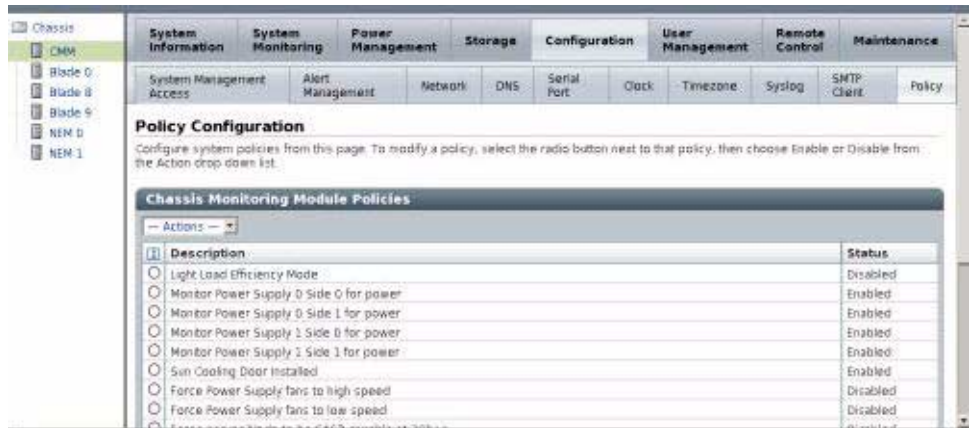 Chassis
CMM
Blade 0
Blade 8
Blade 9
NEM 0
NEM 1
System Information
System Monitoring
Power Management
Storage
Configuration
User Management
Remote Control
Maintenance
System Management Access
Alert Management
Network
DNS
Serial Port
Clock
Timezone
Syslog
SMTP Client
Policy
Policy Configuration
Configure system policies from this page. To modify a policy, select the radio button next to that policy, then choose Enable or Disable from
the Action drop down list.
Chassis Monitoring Module Policies
— Actions —
Description Status
Light Load Efficiency Mode Disabled
Monitor Power Supply 0 Side 0 for power Enabled
Monitor Power Supply 0 Side 1 for power Enabled
Monitor Power Supply 1 Side 0 for power Enabled
Monitor Power Supply 1 Side 1 for power Enabled
Sun Cooling Door installed Enabled
Force Power Supply fans to high speed Disabled
Force Power Supply fans to low speed Disabled